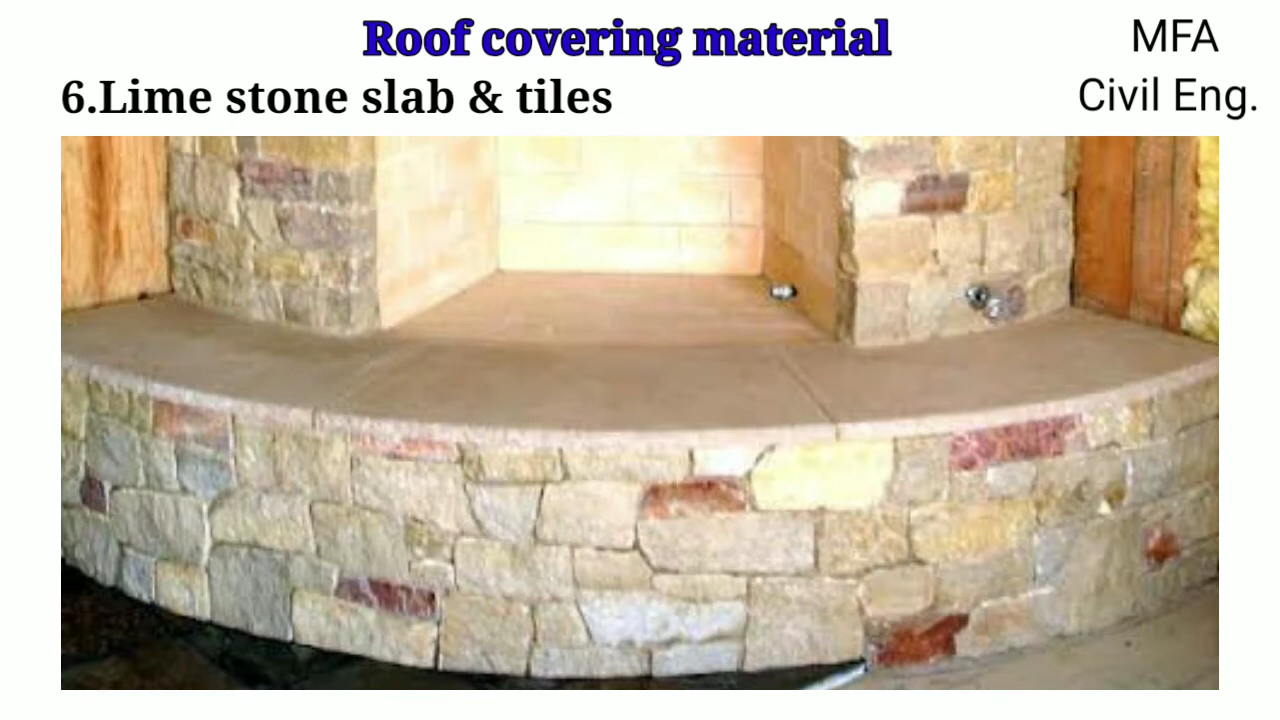 Roof covering material
MFA
6.Lime stone slab & tiles
Civil Eng.